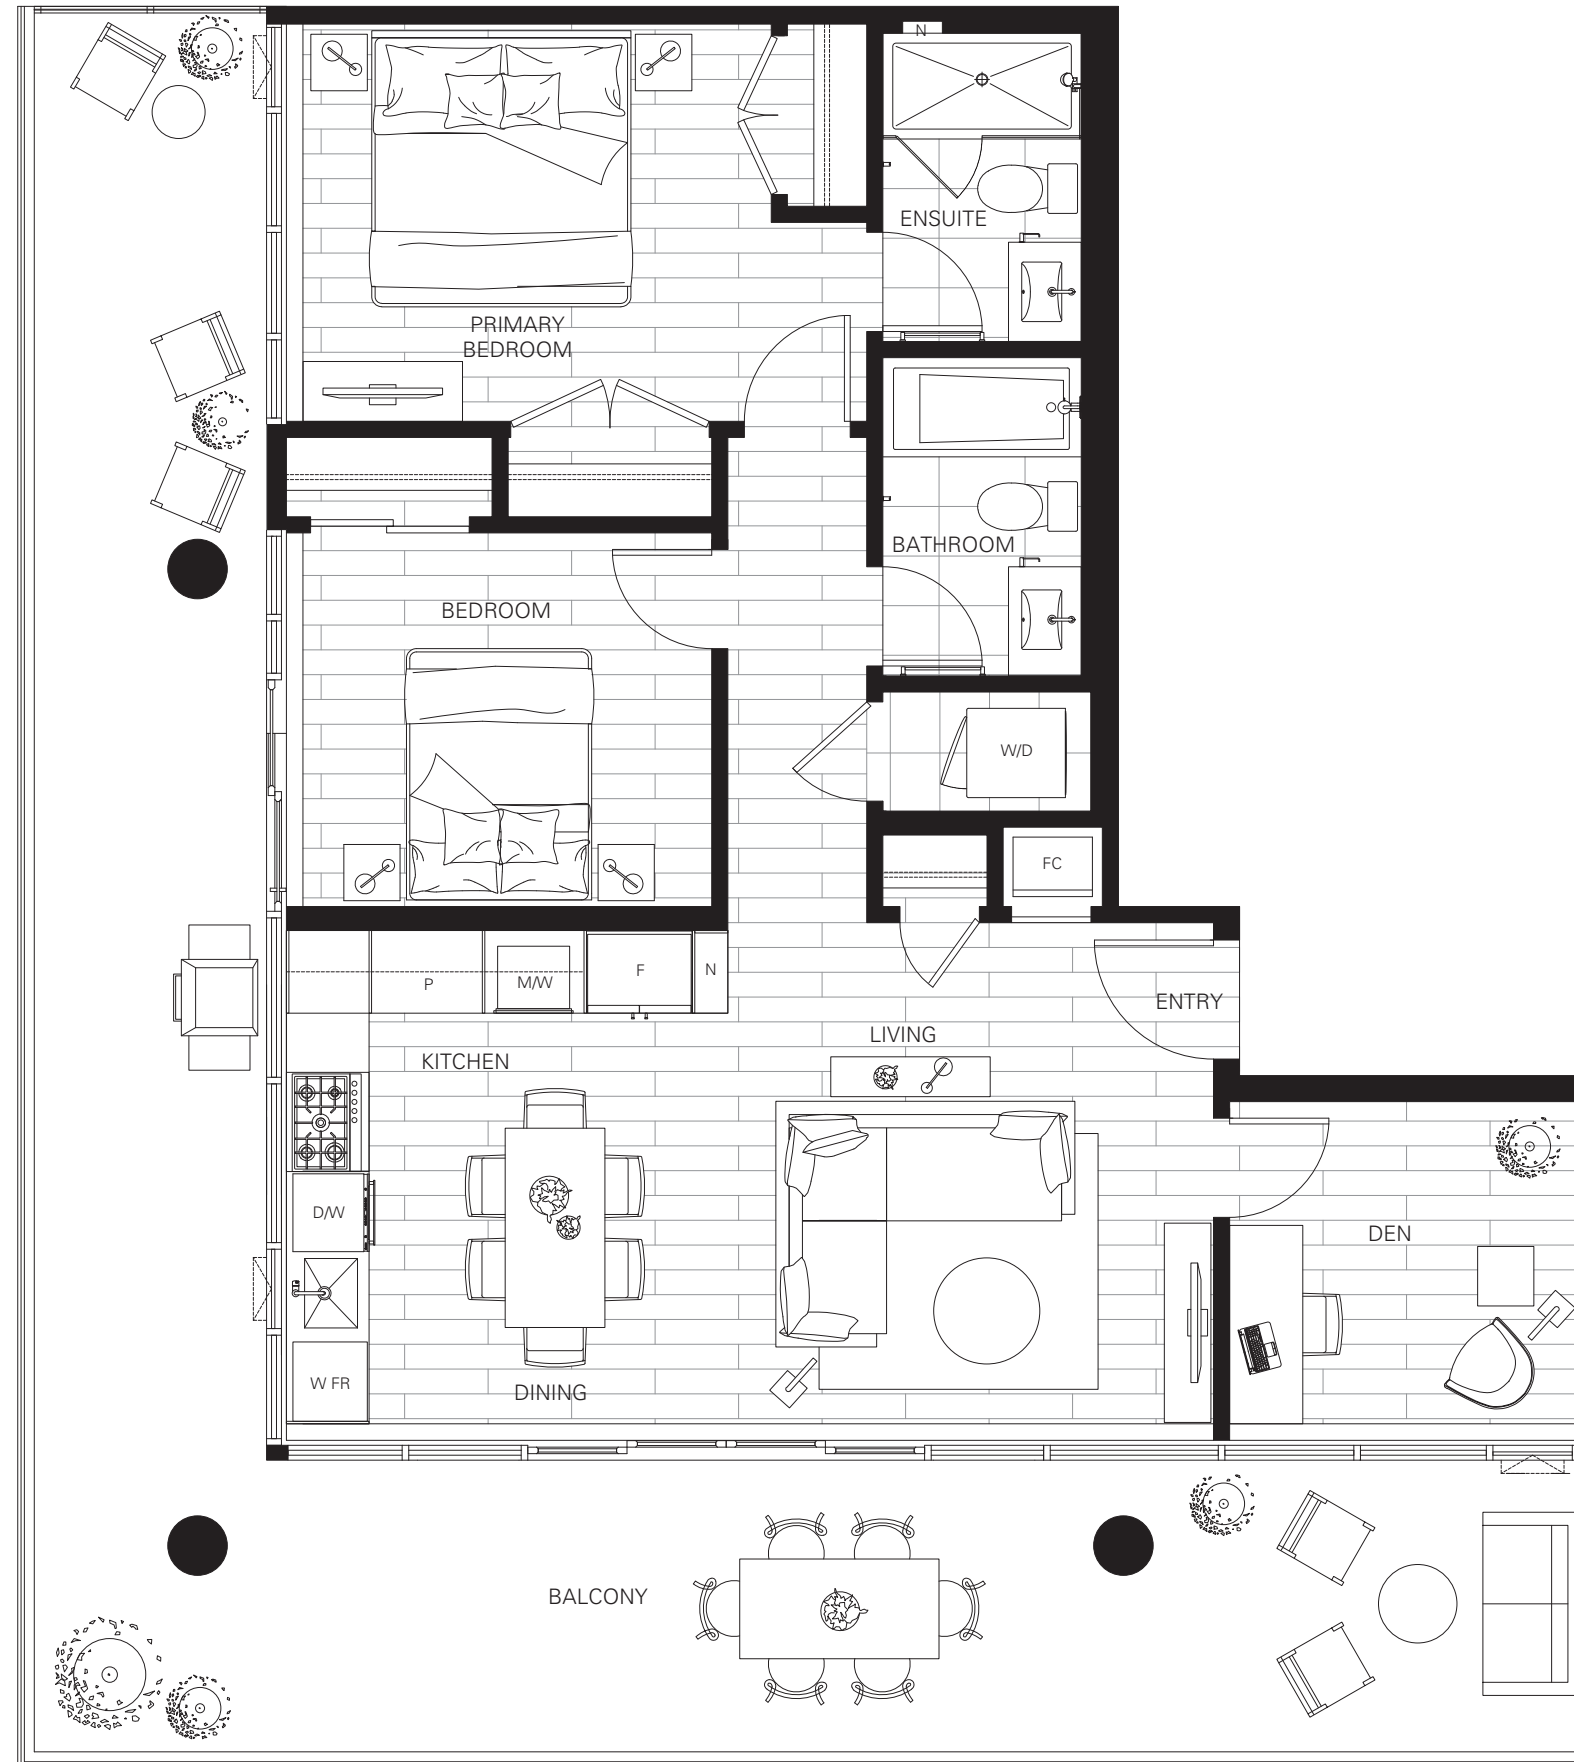 N
ENSUITE
PRIMARY
BEDROOM
BATHROOM
BEDROOM
W/D
FC
P
M/W
F
N
ENTRY
LIVING
KITCHEN
D/W
DEN
W FR
DINING
BALCONY